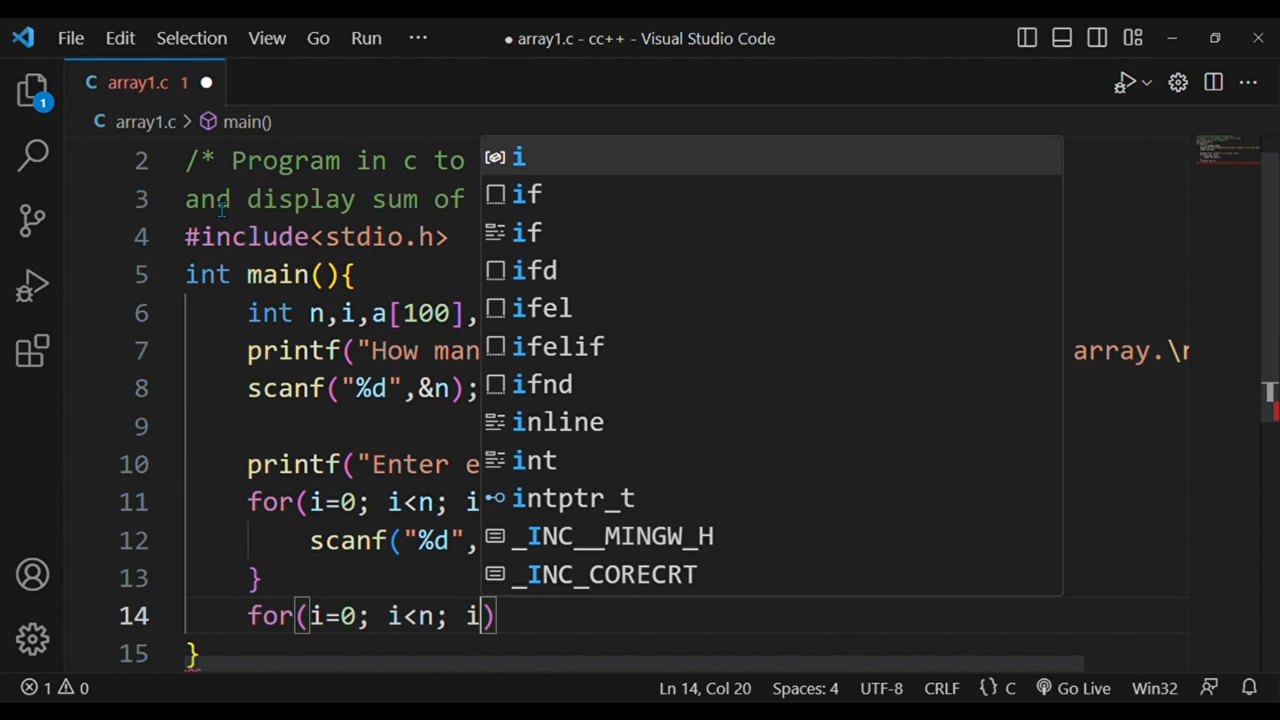 File Edit Selection View Go Run ··· ● array1.c - cc++ - Visual Studio Code
array1.c 1
array1.c > main()
2 /* Program in c to
3 and display sum of
4 #include<stdio.h>
5 int main(){
6 int n,i,a[100],
7 printf("How man array.\n
8 scanf("%d",&n);
9
10 printf("Enter e
11 for(i=0; i<n; i
12 scanf("%d",
13 }
14 for(i=0; i<n; i)
15 }
i
if
if
ifd
ifel
ifelif
ifnd
inline
int
intptr_t
_INC__MINGW_H
_INC_CORECRT
1
1 0 Ln 14, Col 20 Spaces: 4 UTF-8 CRLF {} C Go Live Win32